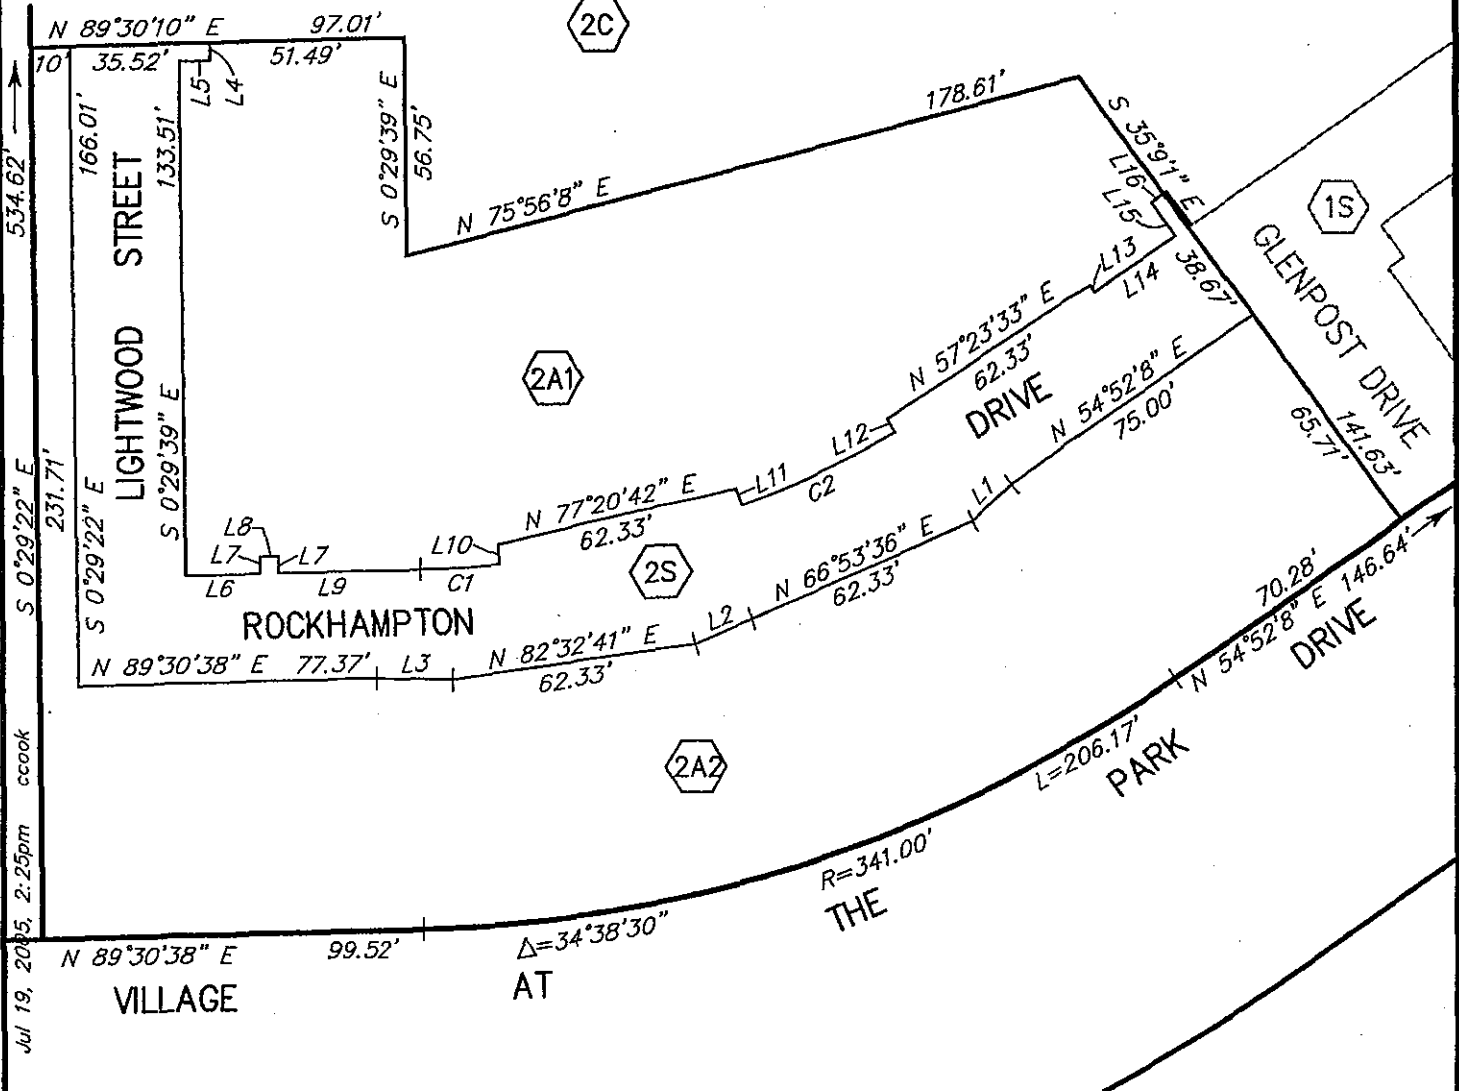 N 89°30'10" E 97.01'
2C
10' 35.52' 51.49'
L5
L4
178.61'
S 0°29'39" E
56.75'
534.62'
166.01'
133.51'
LIGHTWOOD STREET
N 75°56'8" E
S 35°9'1" E
L16
L15
1S
GLENPOST DRIVE
L13
L14
38.67'
N 57°23'33" E
62.33'
DRIVE
N 54°52'8" E
75.00'
2A1
S 0°29'39" E
65.71'
141.63'
L12
L11
C2
L1
N 77°20'42" E
62.33'
S 0°29'22" E
231.71'
S 0°29'22" E
L8
L7
L7
L10
L6
L9
C1
2S
N 66°53'36" E
62.33'
ROCKHAMPTON
L2
N 82°32'41" E
62.33'
N 89°30'38" E 77.37'
L3
70.28'
N 54°52'8" E 146.64'
DRIVE
2A2
L=206.17'
PARK
R=341.00'
THE
Δ=34°38'30"
AT
N 89°30'38" E 99.52'
VILLAGE
Jul 19, 2005, 2:25pm ccook